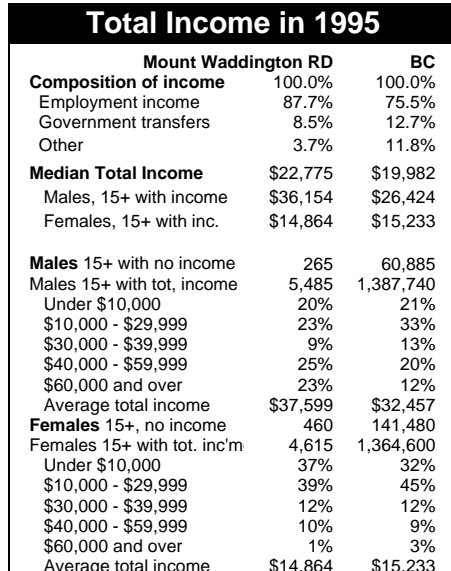 Total Income in 1995
Mount Waddington RD BC
Composition of income 100.0% 100.0%
Employment income 87.7% 75.5%
Government transfers 8.5% 12.7%
Other 3.7% 11.8%
Median Total Income $22,775 $19,982
Males, 15+ with income $36,154 $26,424
Females, 15+ with inc. $14,864 $15,233
Males 15+ with no income 265 60,885
Males 15+ with tot, income 5,485 1,387,740
Under $10,000 20% 21%
$10,000 - $29,999 23% 33%
$30,000 - $39,999 9% 13%
$40,000 - $59,999 25% 20%
$60,000 and over 23% 12%
Average total income $37,599 $32,457
Females 15+, no income 460 141,480
Females 15+ with tot. inc'm 4,615 1,364,600
Under $10,000 37% 32%
$10,000 - $29,999 39% 45%
$30,000 - $39,999 12% 12%
$40,000 - $59,999 10% 9%
$60,000 and over 1% 3%
Average total income $14,864 $15,233